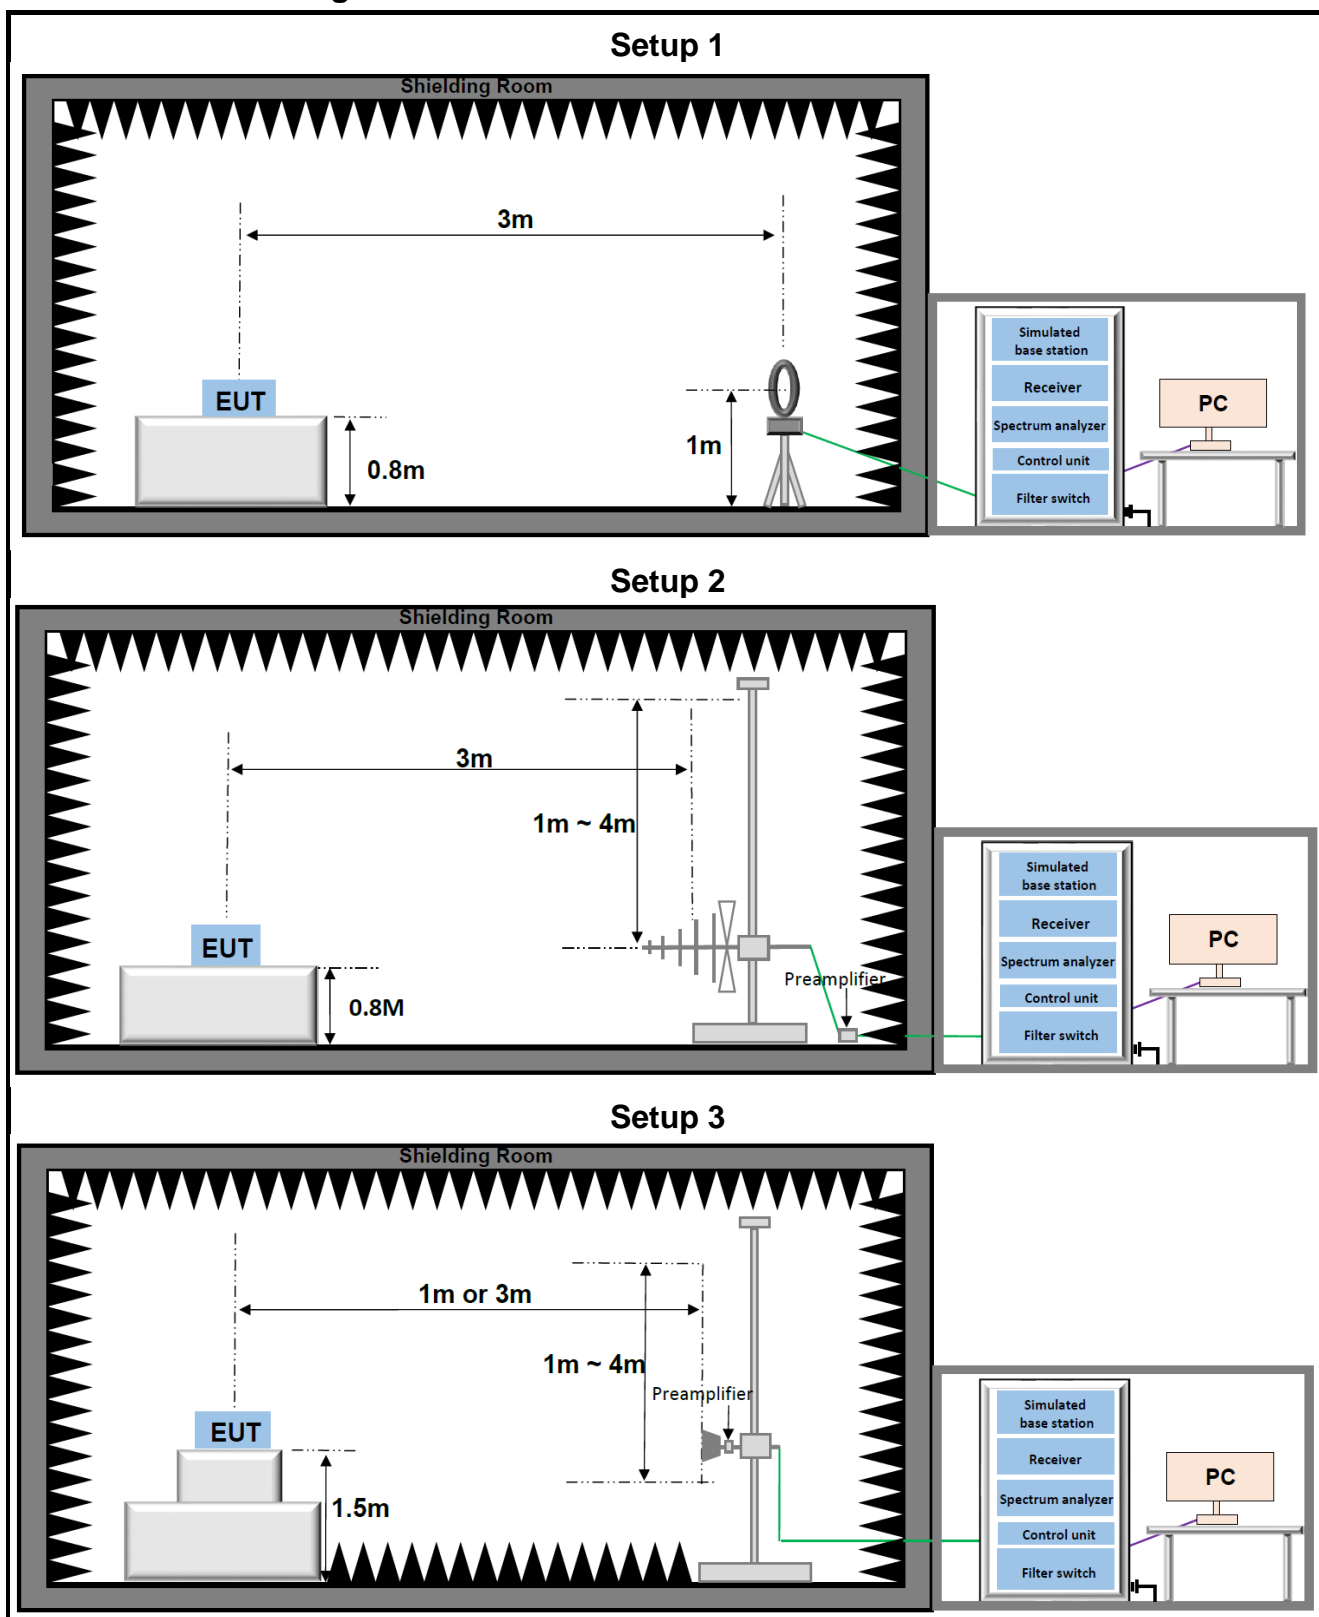 Setup 1
Shielding Room
3m
EUT
0.8m
1m
Simulated
base station
Receiver
Spectrum analyzer
Control unit
Filter switch
PC
Setup 2
Shielding Room
3m
1m ~ 4m
EUT
0.8M
Preamplifier
Simulated
base station
Receiver
Spectrum analyzer
Control unit
Filter switch
PC
Setup 3
Shielding Room
1m or 3m
1m ~ 4m
Preamplifier
EUT
1.5m
Simulated
base station
Receiver
Spectrum analyzer
Control unit
Filter switch
PC